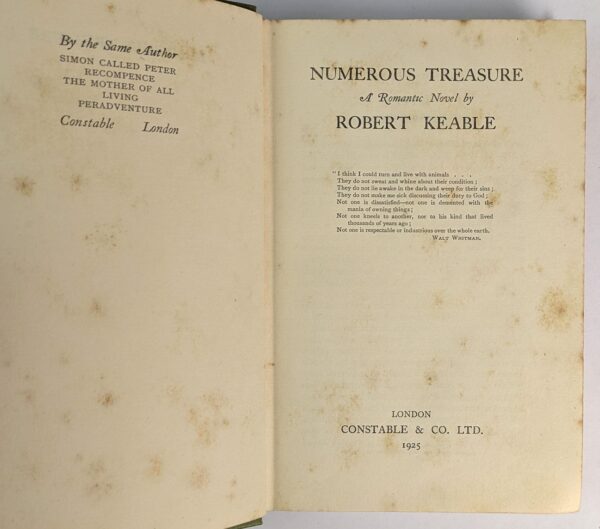 By the Same Author
SIMON CALLED PETER
RECOMPENCE
THE MOTHER OF ALL
LIVING
PERADVENTURE
Constable London
NUMEROUS TREASURE
A Romantic Novel by
ROBERT KEABLE
"I think I could turn and live with animals . . .
They do not sweat and whine about their condition ;
They do not lie awake in the dark and weep for their sins ;
They do not make me sick discussing their duty to God ;
Not one is dissatisfied—not one is demented with the
mania of owning things ;
Not one kneels to another, nor to his kind that lived
thousands of years ago ;
Not one is respectable or industrious over the whole earth.
WALT WHITMAN.
LONDON
CONSTABLE & CO. LTD.
1925